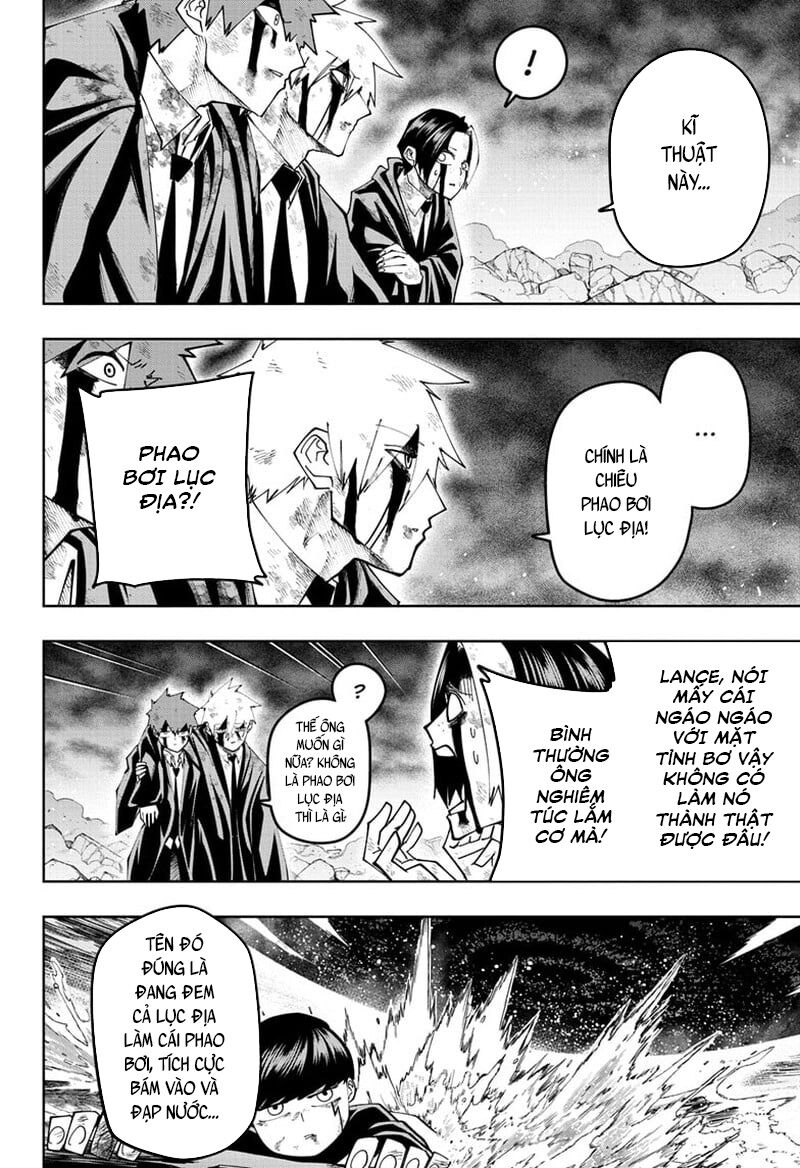 !
KĨ
THUẬT
NÀY...
...
CHÍNH LÀ
CHIÊU
PHAO BƠI
LỤC ĐỊA!
PHAO
BƠI LỤC
ĐỊA?!
LANCE, NÓI
MẤY CÁI
NGÁO NGÁO
VỚI MẶT
TỈNH BƠ VẬY
KHÔNG CÓ
LÀM NÓ
THÀNH THẬT
ĐƯỢC ĐÂU!
BÌNH
THƯỜNG
ÔNG
NGHIÊM
TÚC LẮM
CƠ MÀ!
?
THẾ ÔNG
MUỐN GÌ
NỮA? KHÔNG
LÀ PHAO BƠI
LỤC ĐỊA
THÌ LÀ GÌ
TÊN ĐÓ
ĐÚNG LÀ
ĐANG ĐEM
CẢ LỤC ĐỊA
LÀM CÁI PHAO
BƠI, TÍCH CỰC
BÁM VÀO VÀ
ĐẠP NƯỚC...